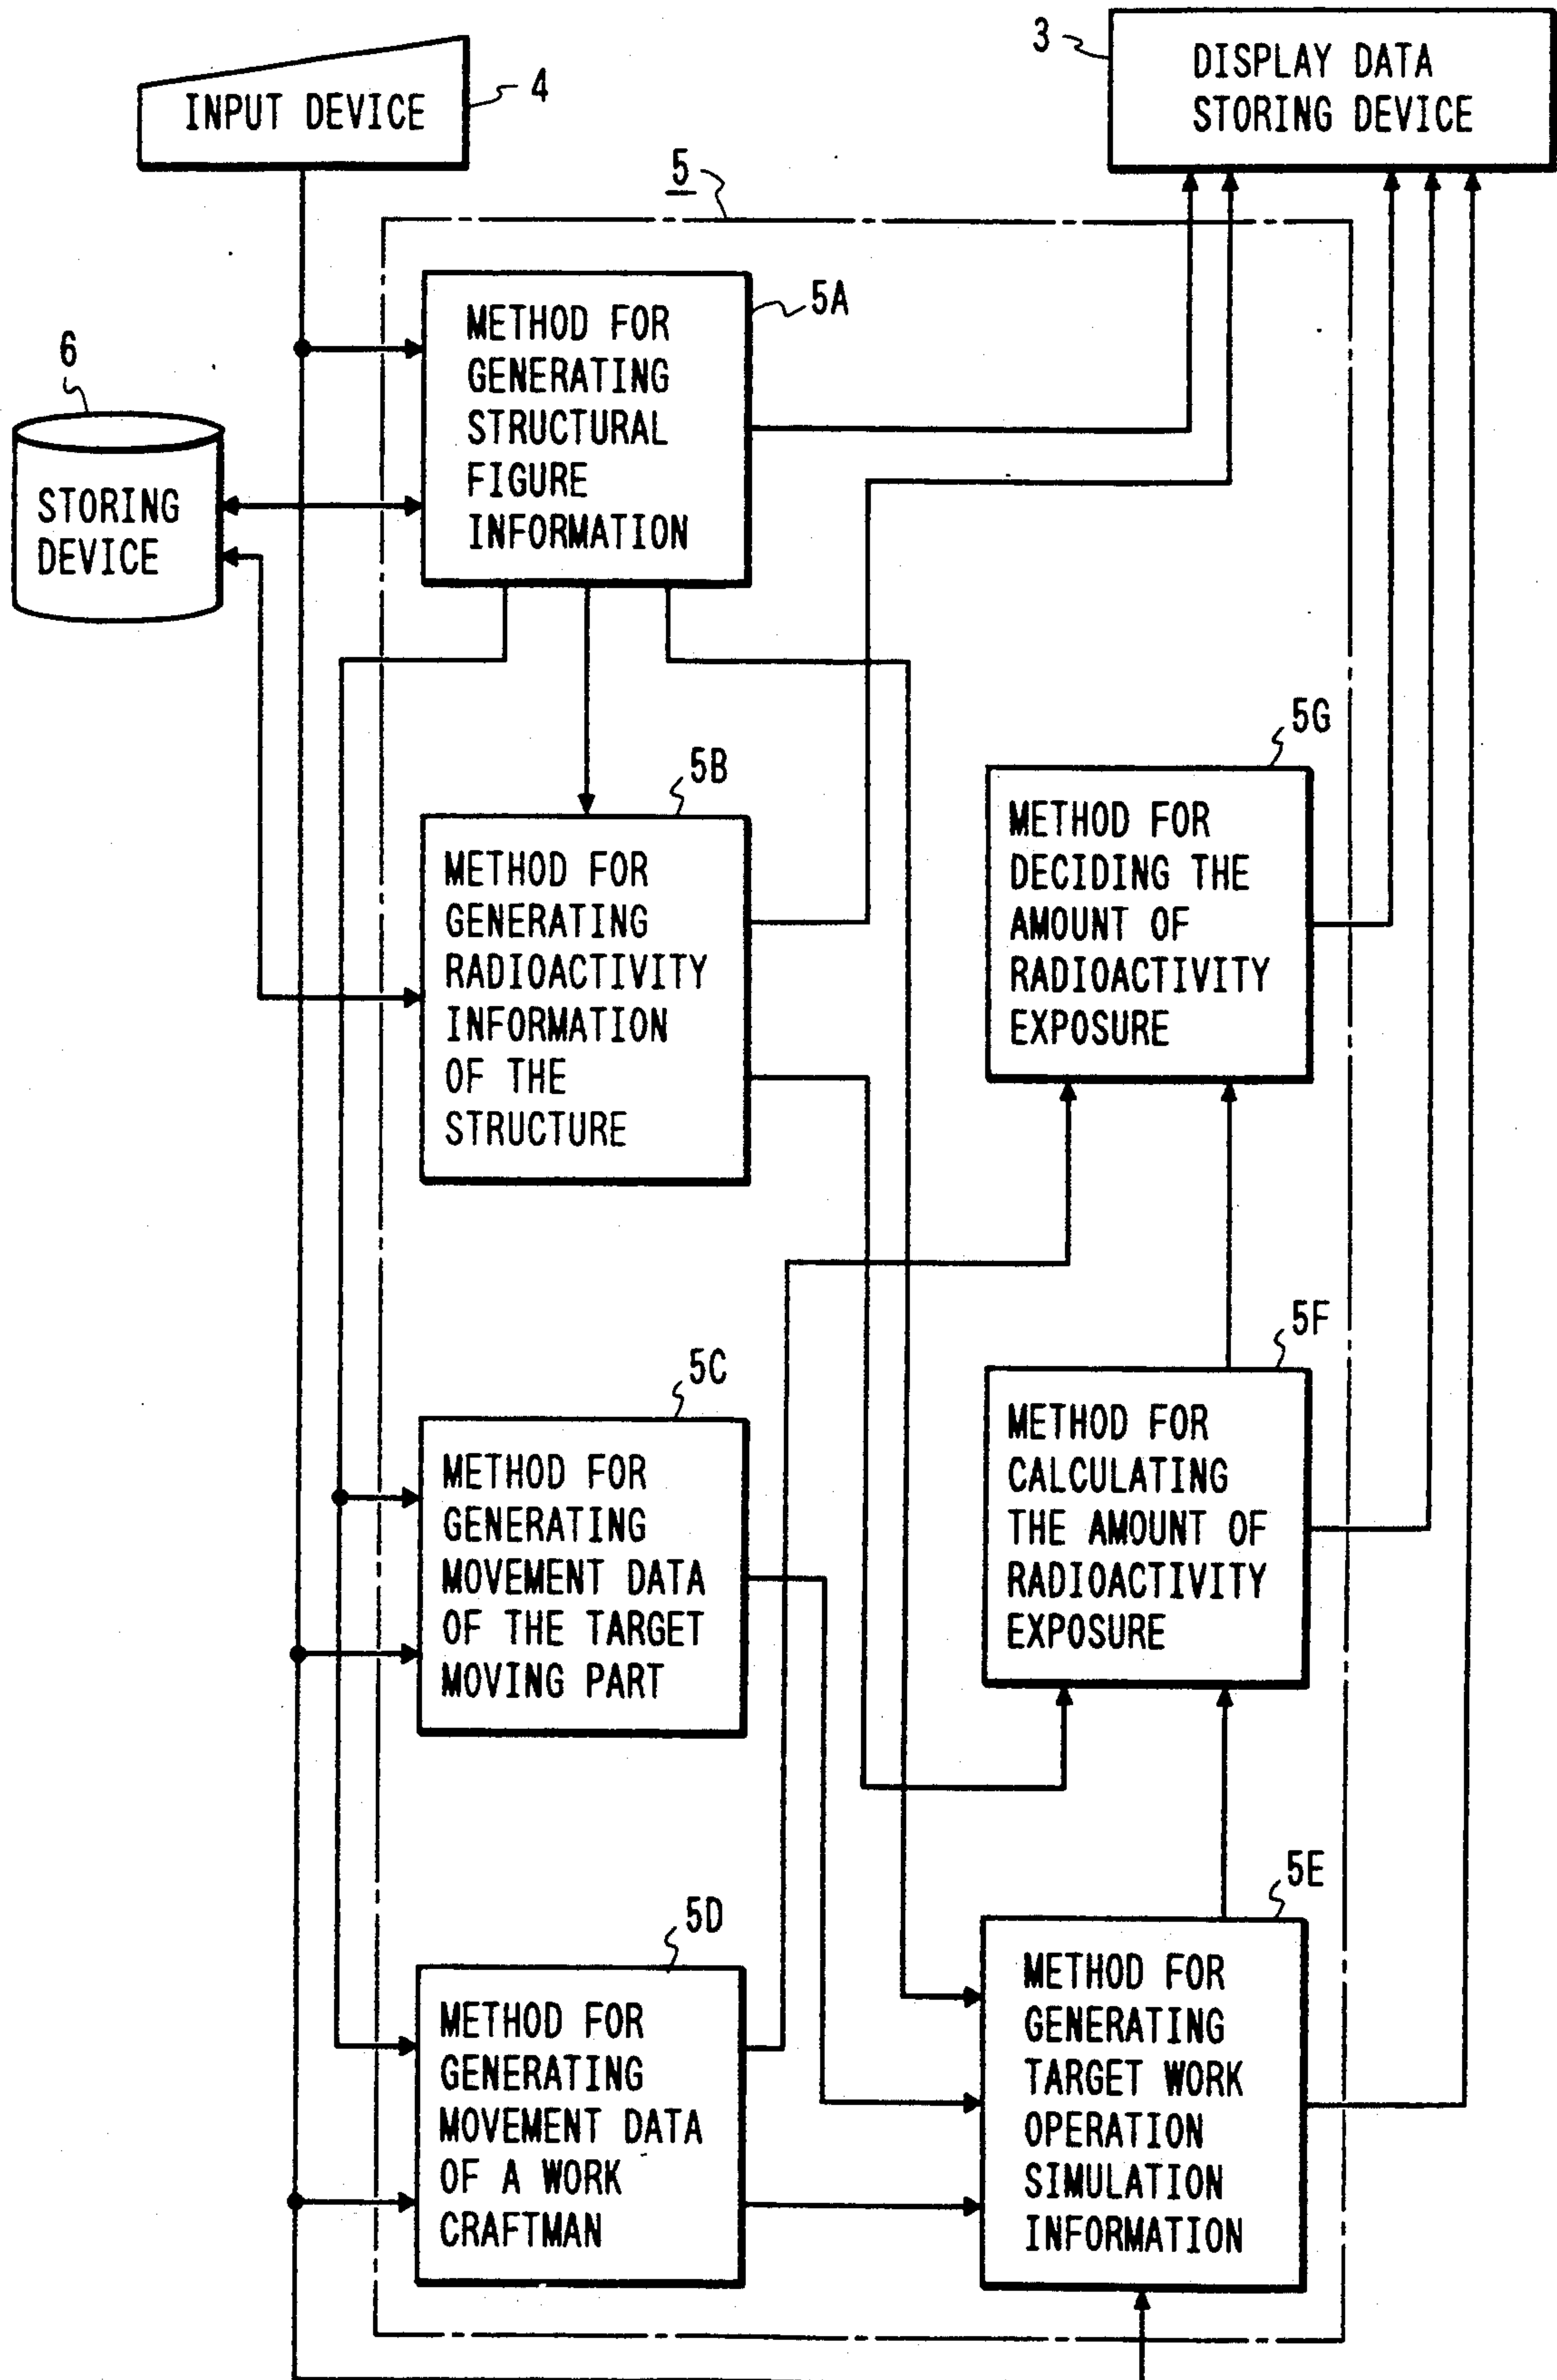 3
DISPLAY DATA
STORING DEVICE
INPUT DEVICE
4
5
5A
METHOD FOR
GENERATING
STRUCTURAL
FIGURE
INFORMATION
6
STORING
DEVICE
5B
METHOD FOR
GENERATING
RADIOACTIVITY
INFORMATION
OF THE
STRUCTURE
5G
METHOD FOR
DECIDING THE
AMOUNT OF
RADIOACTIVITY
EXPOSURE
5C
METHOD FOR
GENERATING
MOVEMENT DATA
OF THE TARGET
MOVING PART
5F
METHOD FOR
CALCULATING
THE AMOUNT OF
RADIOACTIVITY
EXPOSURE
5D
METHOD FOR
GENERATING
MOVEMENT DATA
OF A WORK
CRAFTMAN
5E
METHOD FOR
GENERATING
TARGET WORK
OPERATION
SIMULATION
INFORMATION